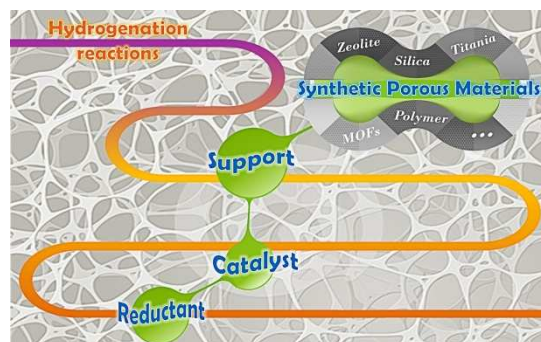 Hydrogenation
reactions
Zeolite
Silica
Titania
Synthetic Porous Materials
MOFs
Polymer
...
Support
Catalyst
Reductant